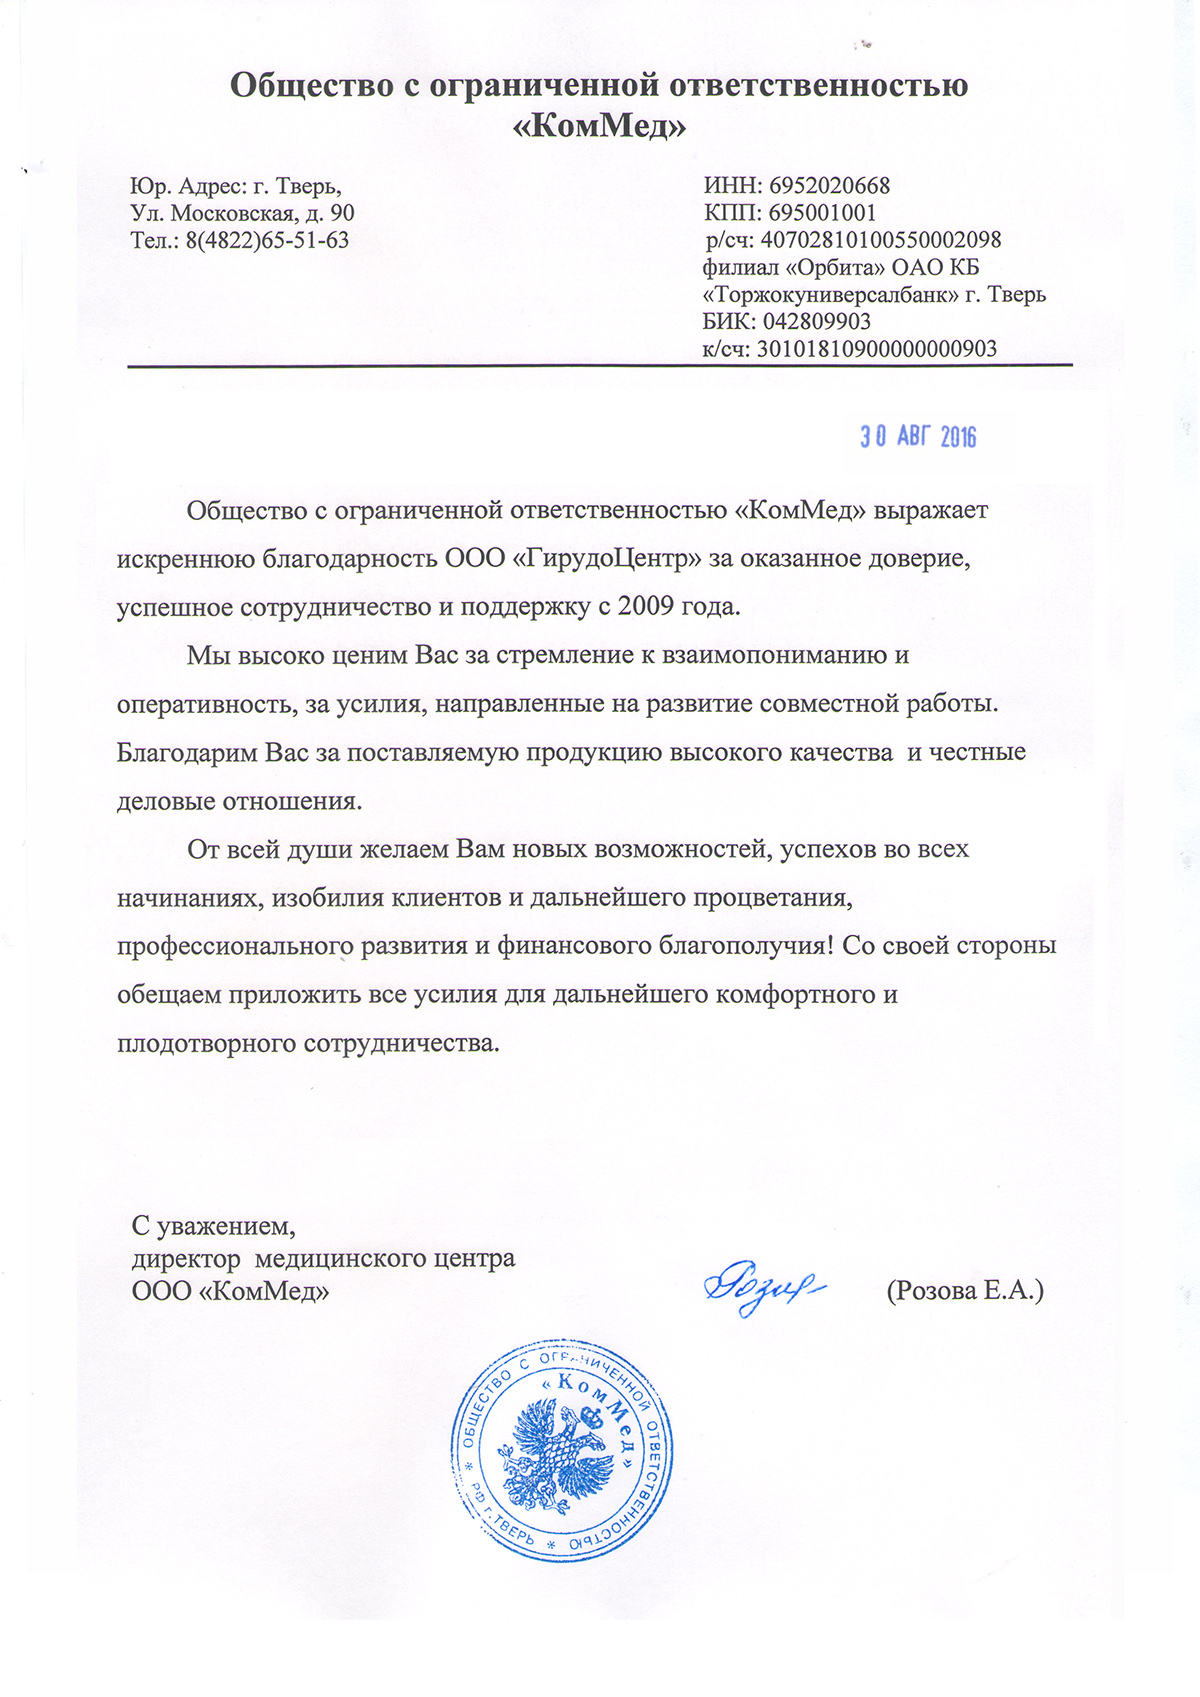 Общество с ограниченной ответственностью
«КомМед»
Юр. Адрес: г. Тверь,
Ул. Московская, д. 90
Тел.: 8(4822)65-51-63
ИНН: 6952020668
КПП: 695001001
р/сч: 40702810100550002098
филиал «Орбита» ОАО КБ
«Торжокуниверсалбанк» г. Тверь
БИК: 042809903
к/сч: 30101810900000000903
30 АВГ 2016
Общество с ограниченной ответственностью «КомМед» выражает
искреннюю благодарность ООО «ГирудоЦентр» за оказанное доверие,
успешное сотрудничество и поддержку с 2009 года.
Мы высоко ценим Вас за стремление к взаимопониманию и
оперативность, за усилия, направленные на развитие совместной работы.
Благодарим Вас за поставляемую продукцию высокого качества и честные
деловые отношения.
От всей души желаем Вам новых возможностей, успехов во всех
начинаниях, изобилия клиентов и дальнейшего процветания,
профессионального развития и финансового благополучия! Со своей стороны
обещаем приложить все усилия для дальнейшего комфортного и
плодотворного сотрудничества.
С уважением,
директор медицинского центра
ООО «КомМед»
(Розова Е.А.)
ОБЩЕСТВО С ОГРАНИЧЕННОЙ ОТВЕТСТВЕННОСТЬЮ
* РФ г.ТВЕРЬ *
«КомМед»